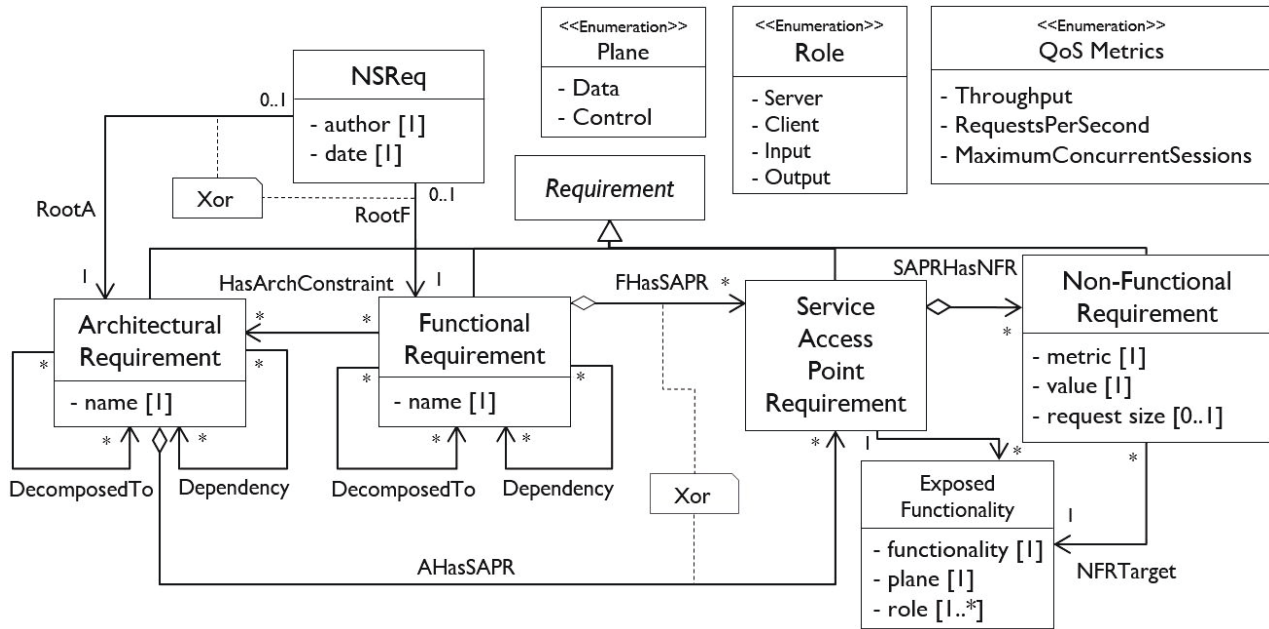 <<Enumeration>>
Plane
- Data
- Control
<<Enumeration>>
Role
- Server
- Client
- Input
- Output
<<Enumeration>>
QoS Metrics
- Throughput
- RequestsPerSecond
- MaximumConcurrentSessions
NSReq
- author [1]
- date [1]
0..1
0..1
Xor
RootA
RootF
1
1
Requirement
HasArchConstraint
*
*
FHasSAPR
*
SAPRHasNFR
*
Architectural
Requirement
- name [1]
*
*
*
*
DecomposedTo
Dependency
Functional
Requirement
- name [1]
*
*
*
*
DecomposedTo
Dependency
Service
Access
Point
Requirement
Non-Functional
Requirement
- metric [1]
- value [1]
- request size [0..1]
*
1
*
*
Xor
AHasSAPR
Exposed
Functionality
- functionality [1]
- plane [1]
- role [1..*]
1
NFRTarget